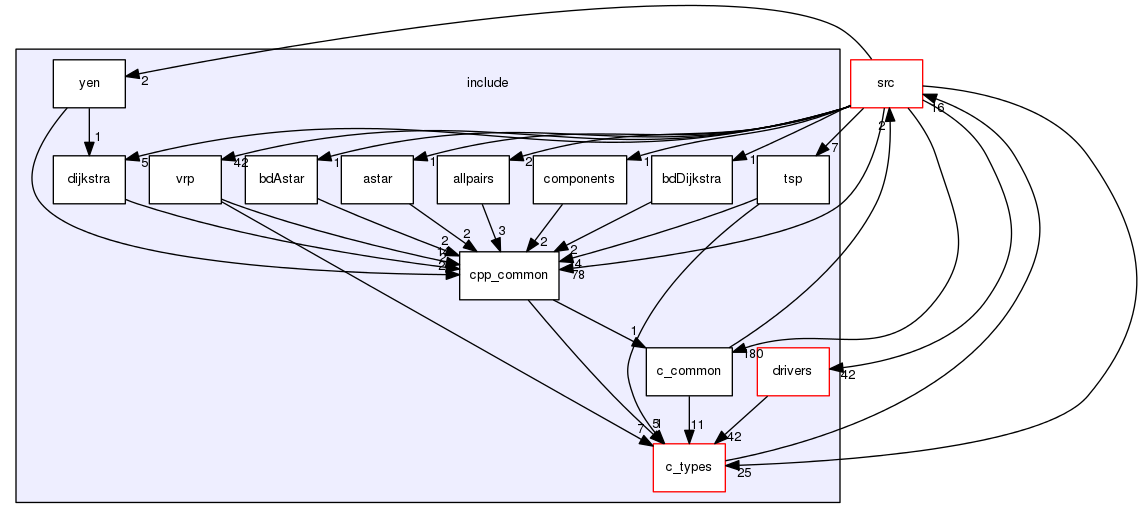 yen
include
src
2
16
2
1
5
42
1
1
2
1
1
7
dijkstra
vrp
bdAstar
astar
allpairs
components
bdDijkstra
tsp
2
2
3
2
2
4
78
cpp_common
1
180
c_common
drivers
42
11
7
42
25
c_types